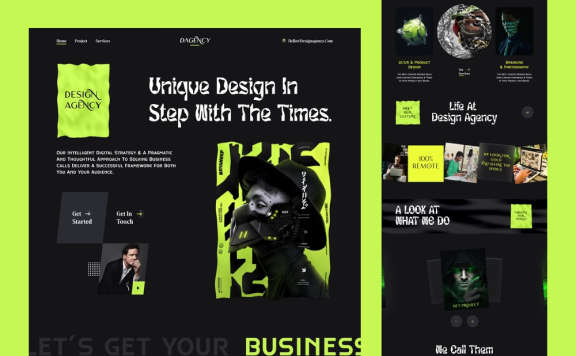 Home Project Services
DAGENCY
Hello@Designagency.Com
DESIGN
AGENCY
Unique Design In
Step With The Times.
Our Intelligent Digital Strategy & A Pragmatic
And Thoughtful Approach To Solving Business
Calls Deliver A Successful Framework For Both
You And Your Audience.
Get
Started
Get In
Touch
LET'S GET YOUR BUSINESS
UI/UX & Product
Design
Branding
& Photography
Life At
Design Agency
100%
REMOTE
A LOOK AT
WHAT WE DO
We Call Them